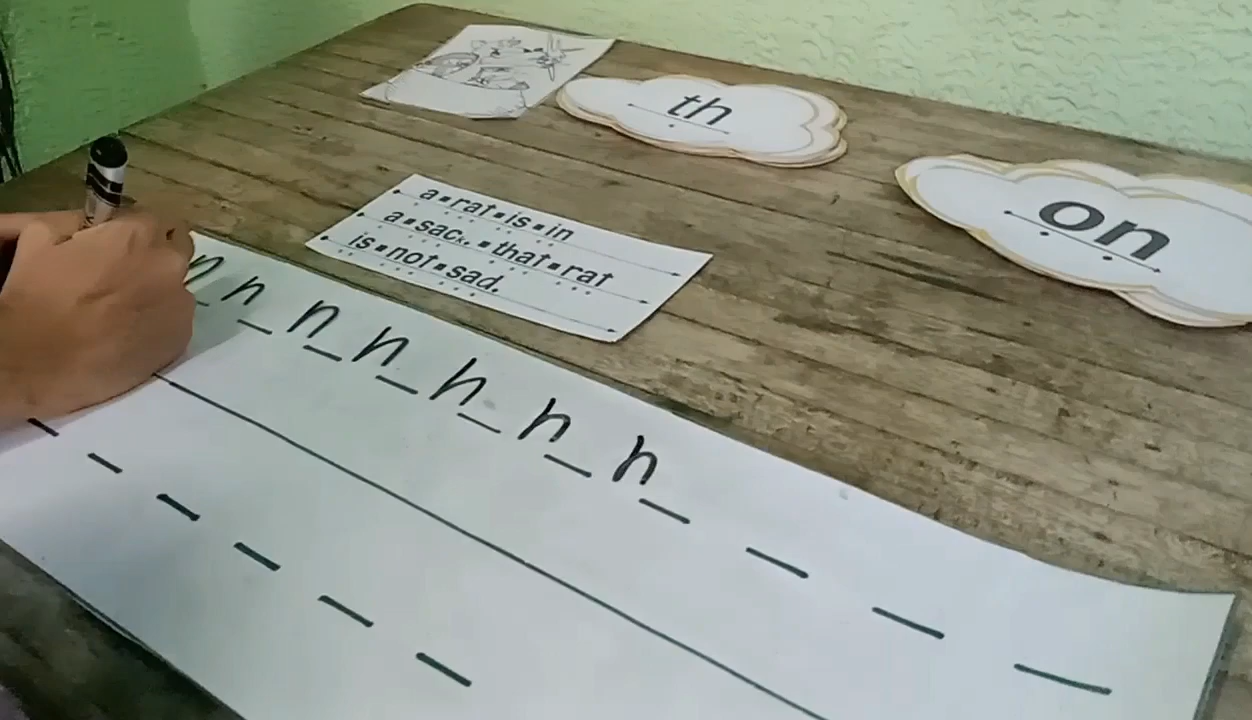 th
on
a▪rat▪is▪in
a▪sack.▪that▪rat
is▪not▪sad.
n n n n n n n